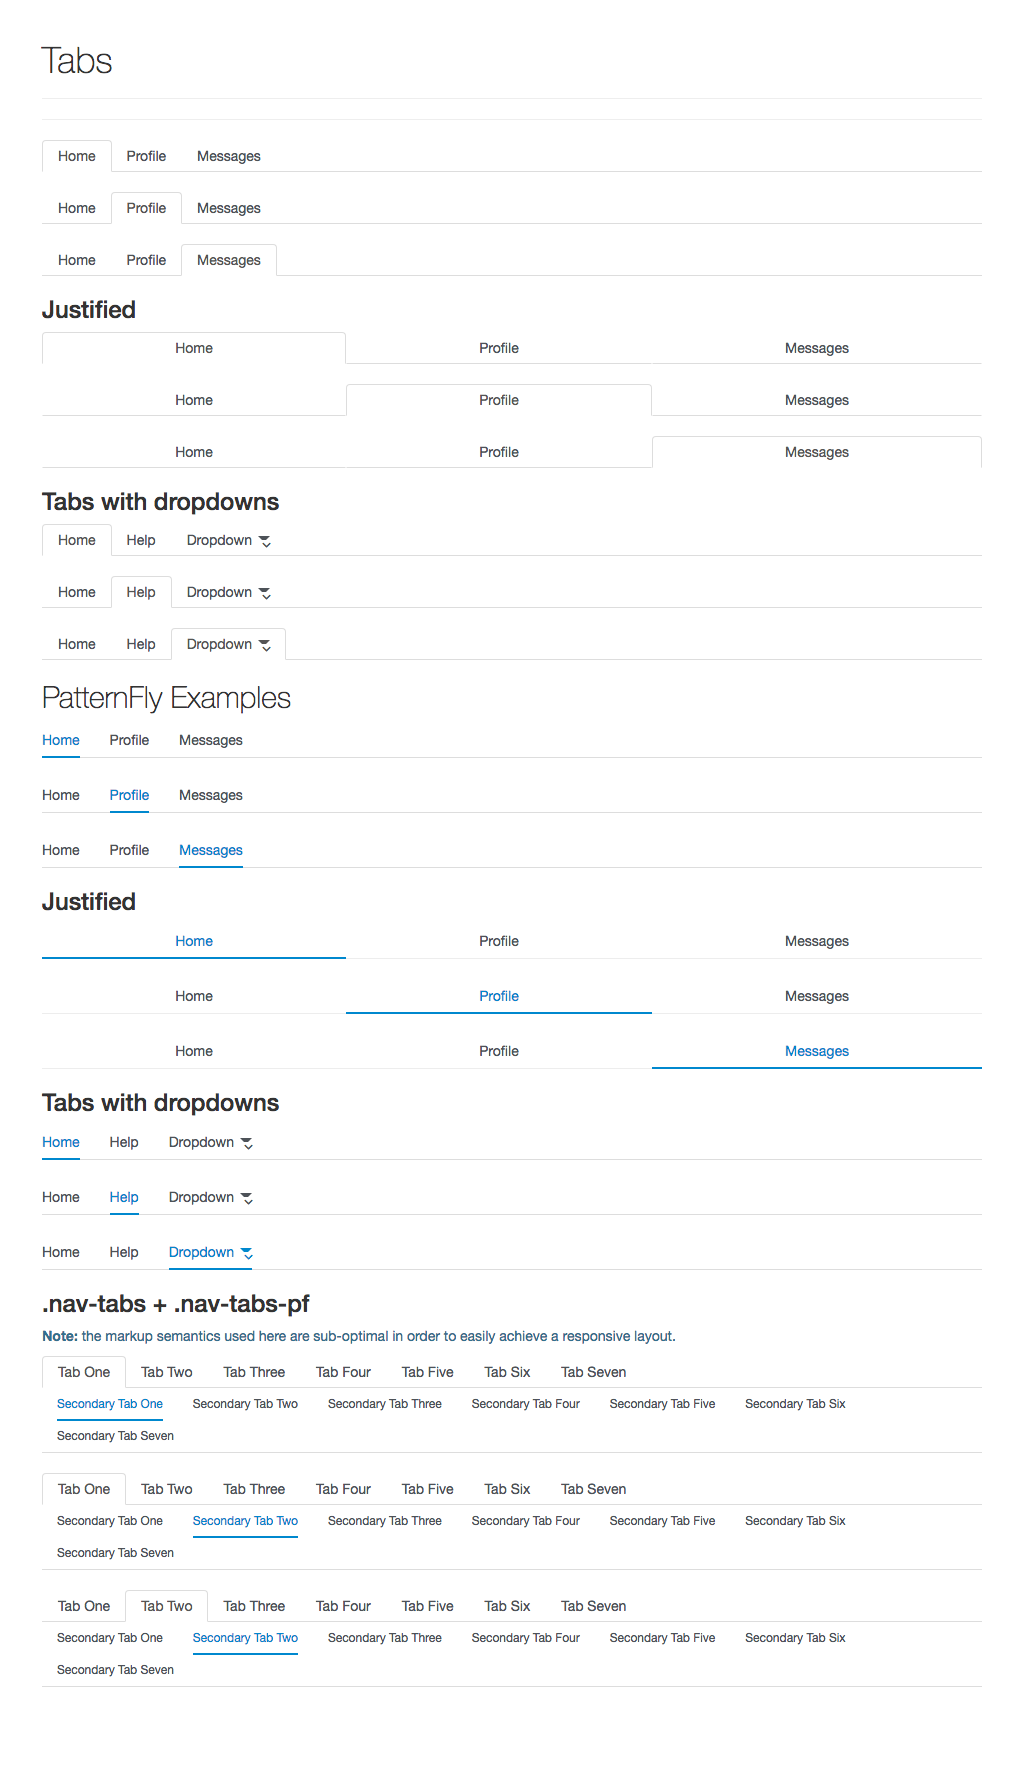 Tabs
Home Profile Messages
Home Profile Messages
Home Profile Messages
Justified
Home Profile Messages
Home Profile Messages
Home Profile Messages
Tabs with dropdowns
Home Help Dropdown
Home Help Dropdown
Home Help Dropdown
PatternFly Examples
Home Profile Messages
Home Profile Messages
Home Profile Messages
Justified
Home Profile Messages
Home Profile Messages
Home Profile Messages
Tabs with dropdowns
Home Help Dropdown
Home Help Dropdown
Home Help Dropdown
.nav-tabs + .nav-tabs-pf
Note: the markup semantics used here are sub-optimal in order to easily achieve a responsive layout.
Tab One Tab Two Tab Three Tab Four Tab Five Tab Six Tab Seven
Secondary Tab One Secondary Tab Two Secondary Tab Three Secondary Tab Four Secondary Tab Five Secondary Tab Six
Secondary Tab Seven
Tab One Tab Two Tab Three Tab Four Tab Five Tab Six Tab Seven
Secondary Tab One Secondary Tab Two Secondary Tab Three Secondary Tab Four Secondary Tab Five Secondary Tab Six
Secondary Tab Seven
Tab One Tab Two Tab Three Tab Four Tab Five Tab Six Tab Seven
Secondary Tab One Secondary Tab Two Secondary Tab Three Secondary Tab Four Secondary Tab Five Secondary Tab Six
Secondary Tab Seven